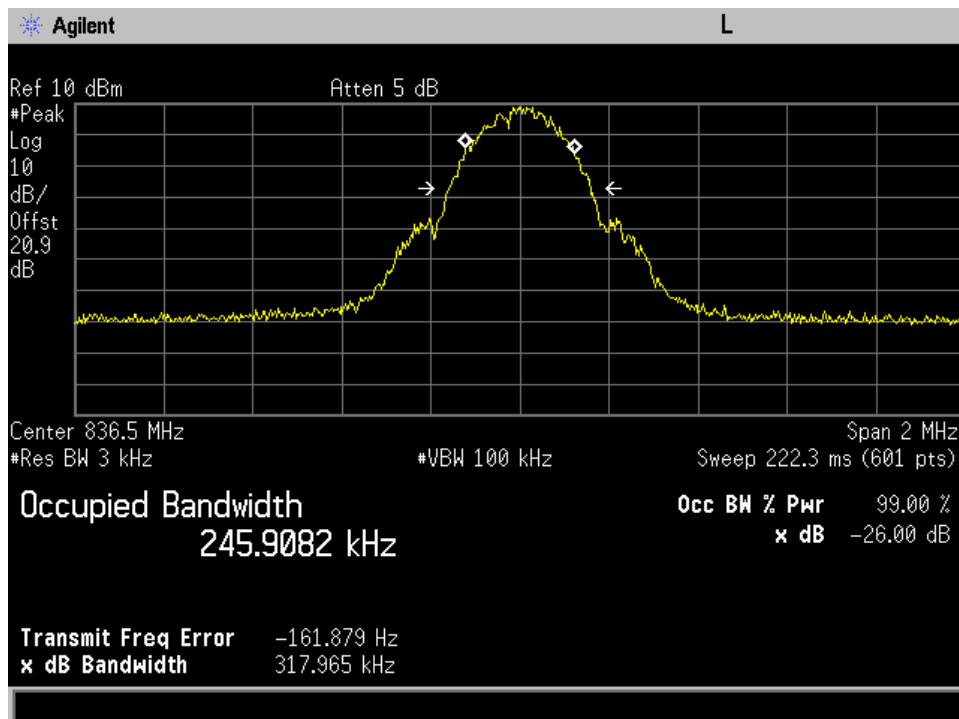 Agilent L
Ref 10 dBm Atten 5 dB
#Peak
Log
10
dB/
Offst
20.9
dB
Center 836.5 MHz Span 2 MHz
#Res BW 3 kHz #VBW 100 kHz Sweep 222.3 ms (601 pts)
Occupied Bandwidth Occ BW % Pwr 99.00 %
245.9082 kHz x dB -26.00 dB
Transmit Freq Error -161.879 Hz
x dB Bandwidth 317.965 kHz